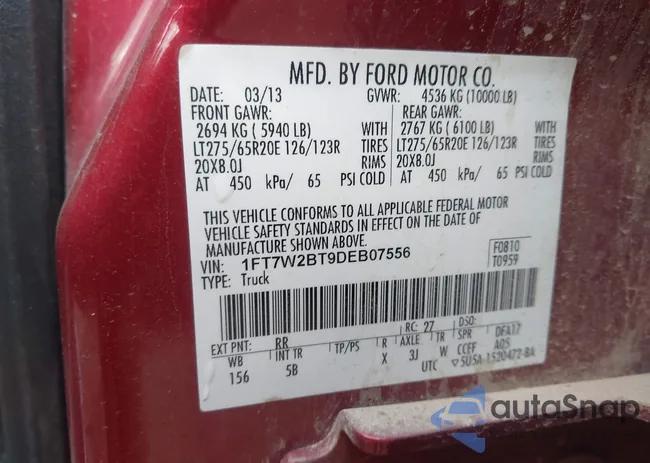 MFD. BY FORD MOTOR CO.
DATE: 03/13 GVWR: 4536 KG (10000 LB)
FRONT GAWR: REAR GAWR:
2694 KG ( 5940 LB) WITH 2767 KG ( 6100 LB) WITH
LT275/65R20E 126/123R TIRES LT275/65R20E 126/123R TIRES
20X8.0J RIMS 20X8.0J RIMS
AT 450 kPa/ 65 PSI COLD AT 450 kPa/ 65 PSI COLD
THIS VEHICLE CONFORMS TO ALL APPLICABLE FEDERAL MOTOR
VEHICLE SAFETY STANDARDS IN EFFECT ON THE DATE OF
MANUFACTURE SHOWN ABOVE.
VIN: 1FT7W2BT9DEB07556 F0810
TYPE: Truck T0959
EXT PNT: RR RC: 27 DSO:
WB INT TR TP/PS R AXLE TR SPR DFA17
156 5B X 3J W CCFF A05
UTC ▽5U5A-1520472-BA
autoSnap